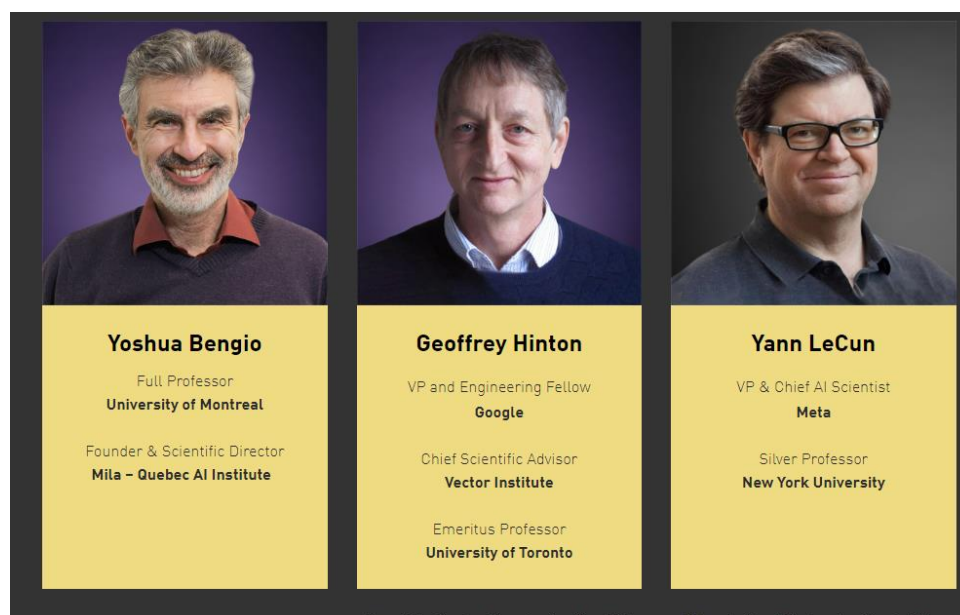 Yoshua Bengio
Full Professor
University of Montreal
Founder & Scientific Director
Mila – Quebec AI Institute
Geoffrey Hinton
VP and Engineering Fellow
Google
Chief Scientific Advisor
Vector Institute
Emeritus Professor
University of Toronto
Yann LeCun
VP & Chief AI Scientist
Meta
Silver Professor
New York University